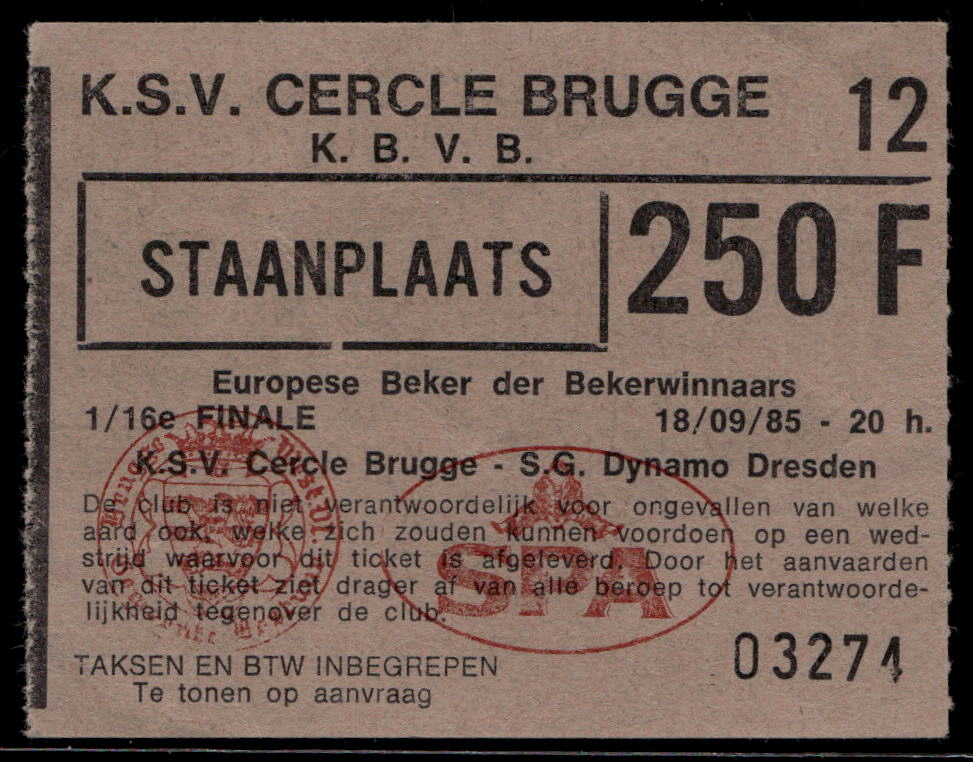 K.S.V. CERCLE BRUGGE 12
K. B. V. B.
STAANPLAATS 250 F
Europese Beker der Bekerwinnaars
1/16e FINALE 18/09/85 - 20 h.
K.S.V. Cercle Brugge - S.G. Dynamo Dresden
De club is niet verantwoordelijk voor ongevallen van welke
aard ook, welke zich zouden kunnen voordoen op een wed-
strijd waarvoor dit ticket is afgeleverd. Door het aanvaarden
van dit ticket ziet drager af van alle beroep tot verantwoorde-
lijkheid tegenover de club.
SPA
TAKSEN EN BTW INBEGREPEN
Te tonen op aanvraag
03274